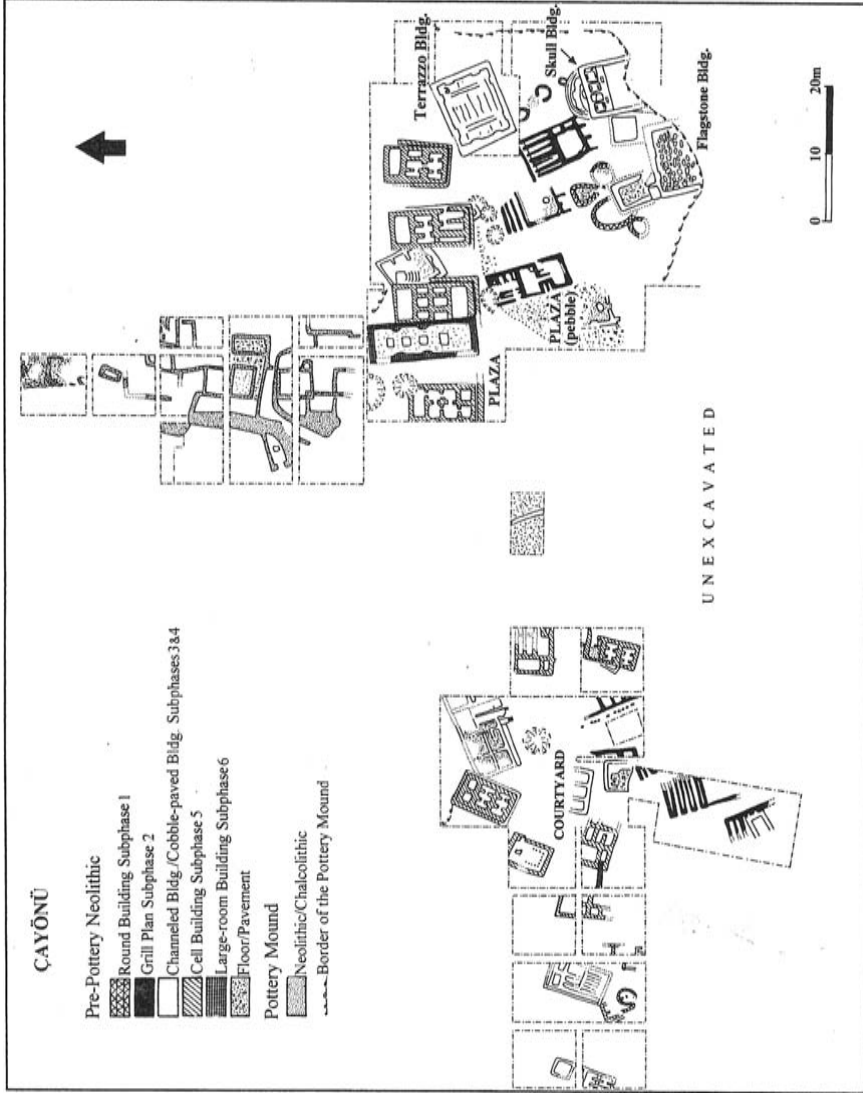 ÇAYÖNÜ
Pre-Pottery Neolithic
Round Building Subphase 1
Grill Plan Subphase 2
Channeled Bldg./Cobble-paved Bldg. Subphases 3&4
Cell Building Subphase 5
Large-room Building Subphase 6
Floor/Pavement
Pottery Mound
Neolithic/Chalcolithic
Border of the Pottery Mound
Terrazzo Bldg.
Skull Bldg.
Flagstone Bldg.
PLAZA
PLAZA
(pebble)
COURTYARD
UNEXCAVATED
0 10 20m